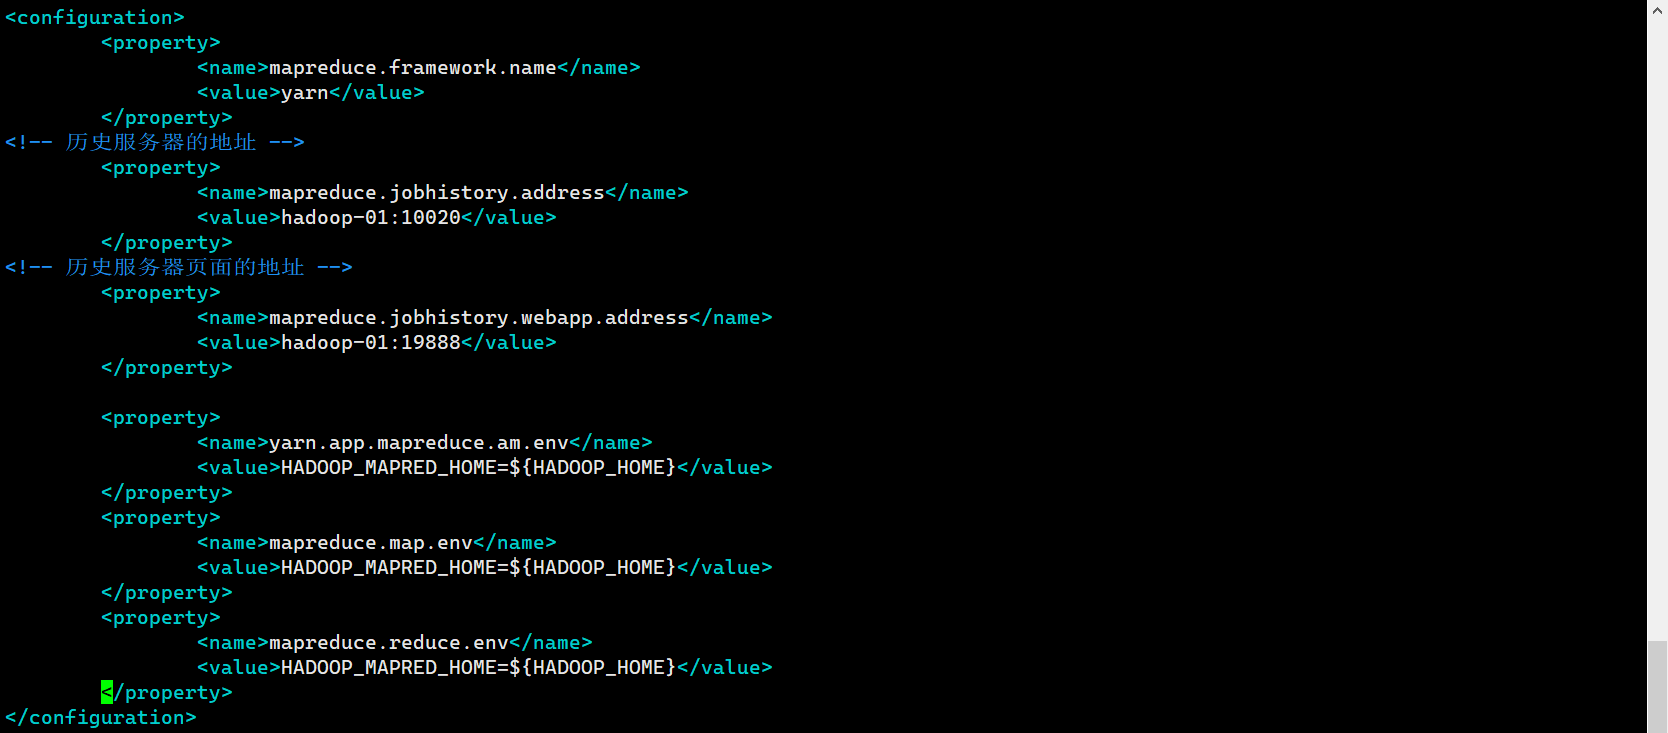 <configuration>
<property>
<name>mapreduce.framework.name</name>
<value>yarn</value>
</property>
<!-- 历史服务器的地址 -->
<property>
<name>mapreduce.jobhistory.address</name>
<value>hadoop-01:10020</value>
</property>
<!-- 历史服务器页面的地址 -->
<property>
<name>mapreduce.jobhistory.webapp.address</name>
<value>hadoop-01:19888</value>
</property>
<property>
<name>yarn.app.mapreduce.am.env</name>
<value>HADOOP_MAPRED_HOME=${HADOOP_HOME}</value>
</property>
<property>
<name>mapreduce.map.env</name>
<value>HADOOP_MAPRED_HOME=${HADOOP_HOME}</value>
</property>
<property>
<name>mapreduce.reduce.env</name>
<value>HADOOP_MAPRED_HOME=${HADOOP_HOME}</value>
</property>
</configuration>